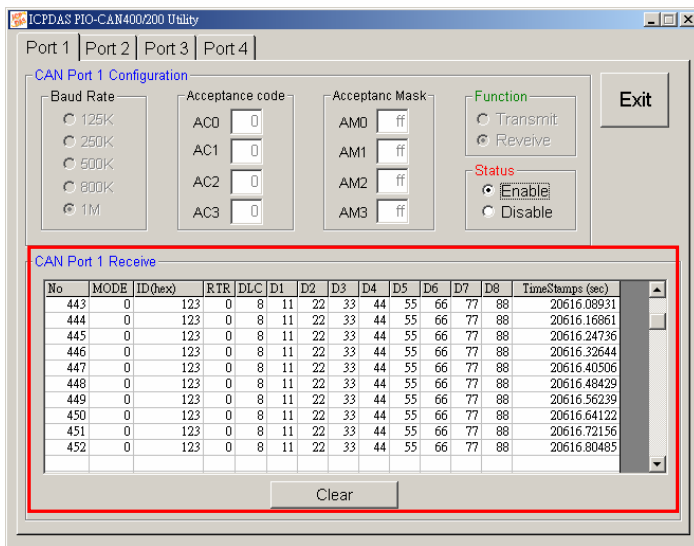 ICPDAS PIO-CAN400/200 Utility
Port 1 Port 2 Port 3 Port 4
CAN Port 1 Configuration
Baud Rate
125K
250K
500K
800K
1M
Acceptance code
AC0 0
AC1 0
AC2 0
AC3 0
Acceptanc Mask
AM0 ff
AM1 ff
AM2 ff
AM3 ff
Function
Transmit
Reveive
Status
Enable
Disable
Exit
CAN Port 1 Receive
No MODE ID(hex) RTR DLC D1 D2 D3 D4 D5 D6 D7 D8 TimeStamps (sec)
443 0 123 0 8 11 22 33 44 55 66 77 88 20616.08931
444 0 123 0 8 11 22 33 44 55 66 77 88 20616.16861
445 0 123 0 8 11 22 33 44 55 66 77 88 20616.24736
446 0 123 0 8 11 22 33 44 55 66 77 88 20616.32644
447 0 123 0 8 11 22 33 44 55 66 77 88 20616.40506
448 0 123 0 8 11 22 33 44 55 66 77 88 20616.48429
449 0 123 0 8 11 22 33 44 55 66 77 88 20616.56239
450 0 123 0 8 11 22 33 44 55 66 77 88 20616.64122
451 0 123 0 8 11 22 33 44 55 66 77 88 20616.72156
452 0 123 0 8 11 22 33 44 55 66 77 88 20616.80485
Clear